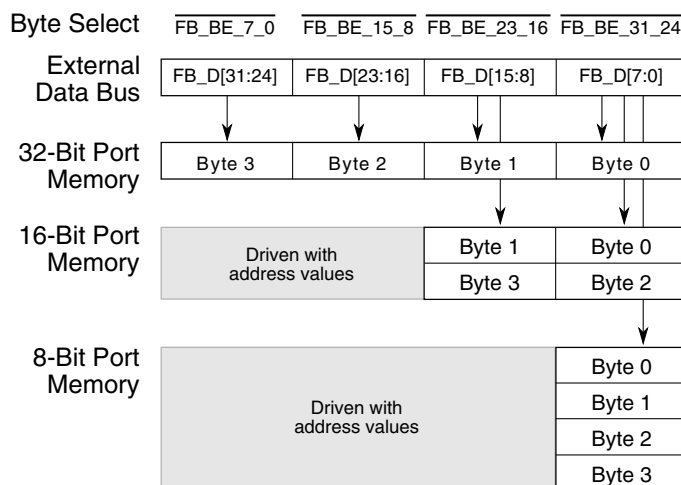 Byte Select FB_BE_7_0 FB_BE_15_8 FB_BE_23_16 FB_BE_31_24
External
Data Bus
FB_D[31:24] FB_D[23:16] FB_D[15:8] FB_D[7:0]
32-Bit Port
Memory
Byte 3 Byte 2 Byte 1 Byte 0
16-Bit Port
Memory
Driven with
address values
Byte 1 Byte 0
Byte 3 Byte 2
8-Bit Port
Memory
Driven with
address values
Byte 0
Byte 1
Byte 2
Byte 3